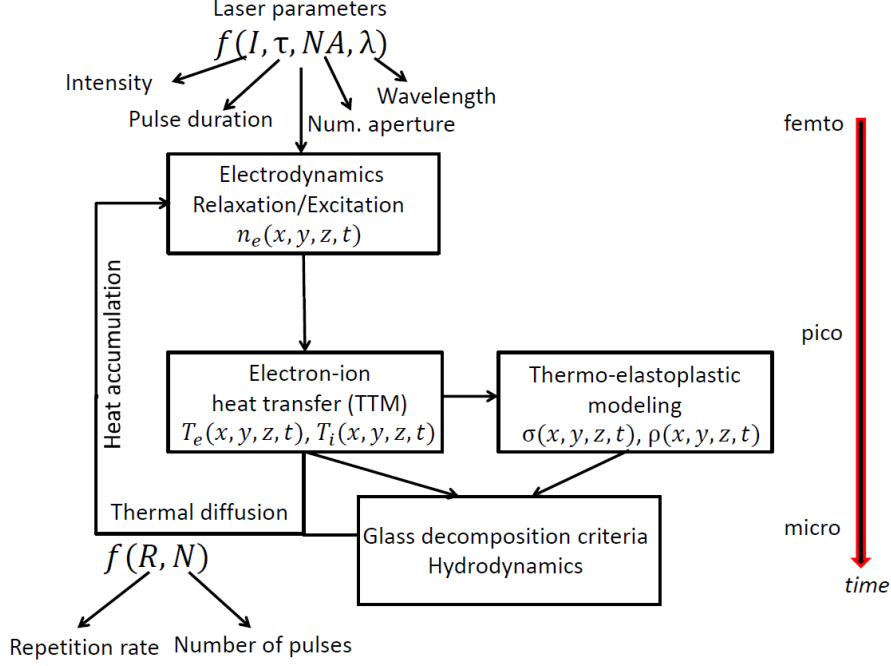 Laser parameters
f(I, τ, NA, λ)
Intensity
Wavelength
Pulse duration
Num. aperture
femto
Electrodynamics
Relaxation/Excitation
n_e(x, y, z, t)
Heat accumulation
pico
Electron-ion
heat transfer (TTM)
T_e(x, y, z, t), T_i(x, y, z, t)
Thermo-elastoplastic
modeling
σ(x, y, z, t), ρ(x, y, z, t)
Thermal diffusion
Glass decomposition criteria
Hydrodynamics
micro
f(R, N)
time
Repetition rate
Number of pulses